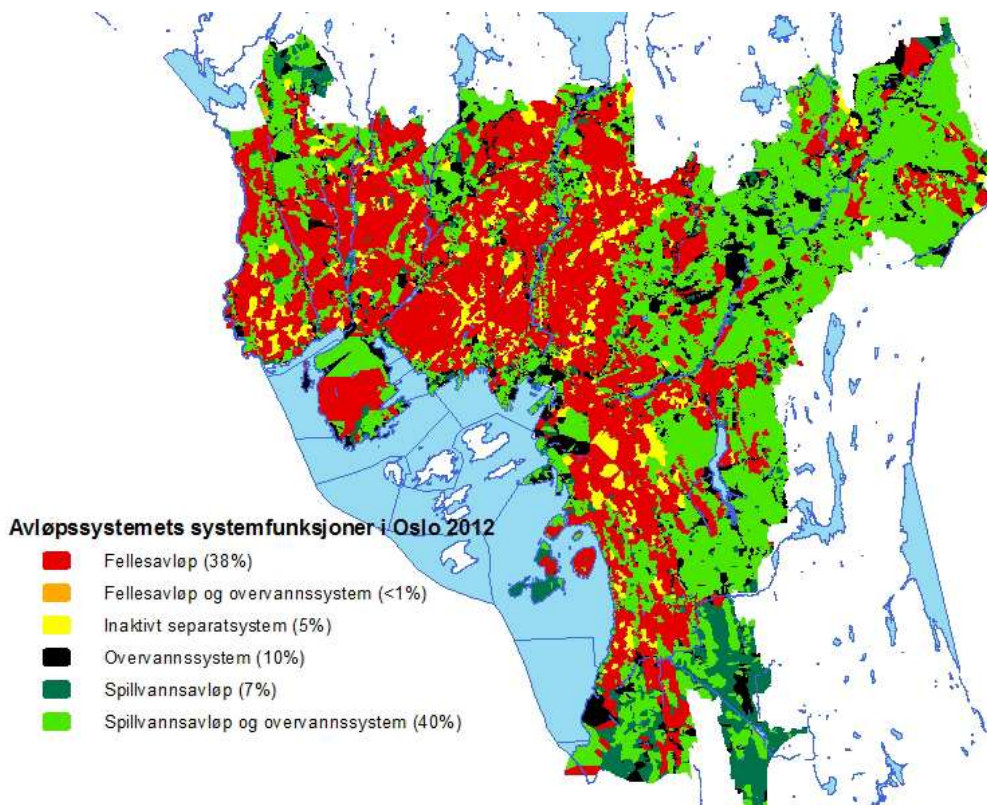 Avløpssystemets systemfunksjoner i Oslo 2012
Fellesavløp (38%)
Fellesavløp og overvannssystem (<1%)
Inaktivt separatsystem (5%)
Overvannssystem (10%)
Spillvannsavløp (7%)
Spillvannsavløp og overvannssystem (40%)